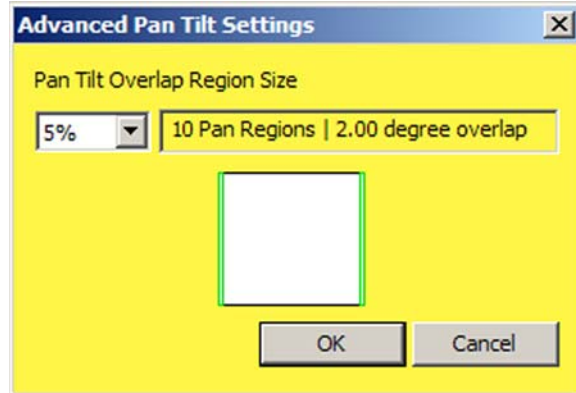 Advanced Pan Tilt Settings
Pan Tilt Overlap Region Size
5% 10 Pan Regions | 2.00 degree overlap
OK Cancel